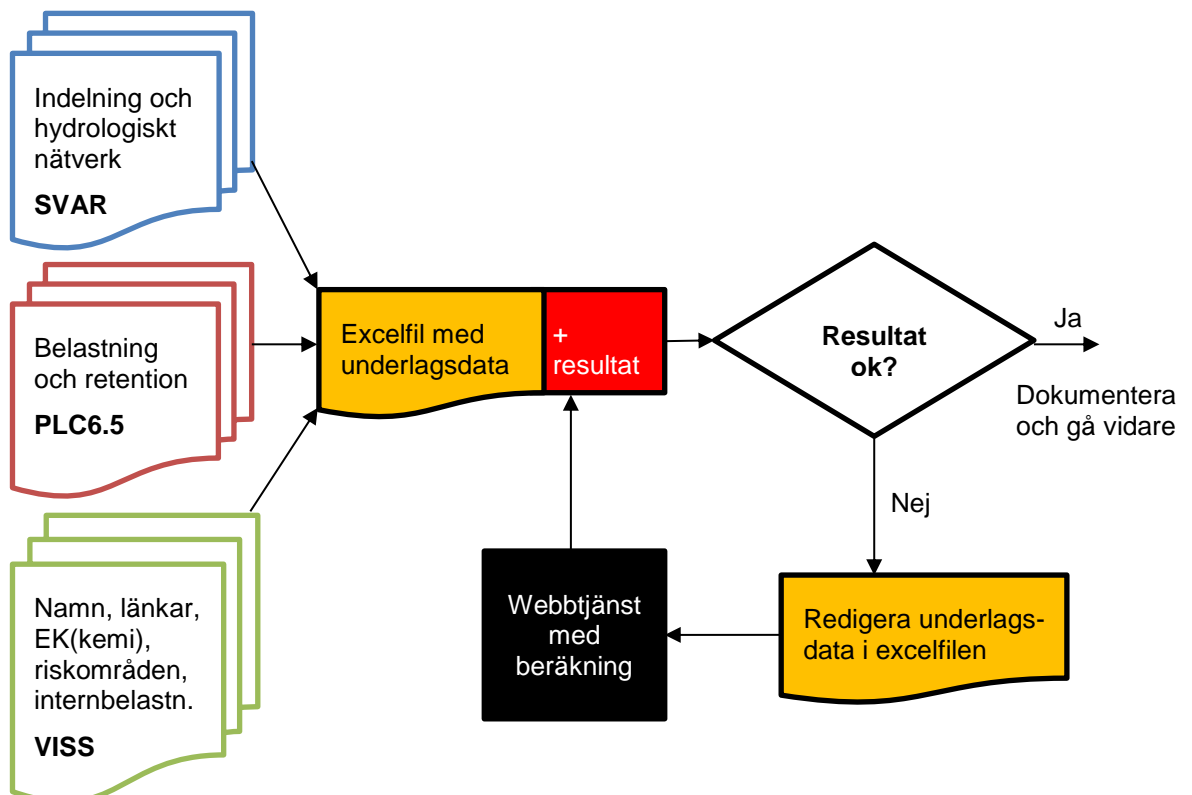 Indelning och
hydrologiskt
nätverk
SVAR
Belastning
och retention
PLC6.5
Namn, länkar,
EK(kemi),
riskområden,
internbelastn.
VISS
Excelfil med
underlagsdata
+
resultat
Resultat
ok?
Ja
Dokumentera
och gå vidare
Nej
Redigera underlags-
data i excelfilen
Webbtjänst
med
beräkning